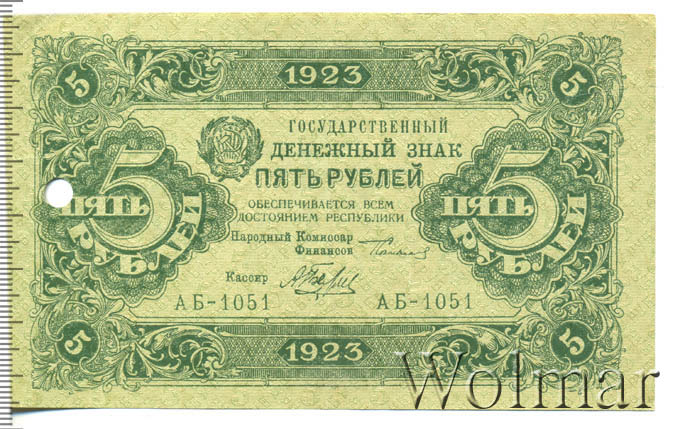 5 1923 5
ГОСУДАРСТВЕННЫЙ
ДЕНЕЖНЫЙ ЗНАК
ПЯТЬ РУБЛЕЙ
ОБЕСПЕЧИВАЕТСЯ ВСЕМ
ДОСТОЯНИЕМ РЕСПУБЛИКИ
5 ПЯТЬ РУБЛЕЙ
5 ПЯТЬ РУБЛЕЙ
Народный Комиссар
Финансов
Кассир
АБ-1051 АБ-1051
5 1923 5
Wolmar